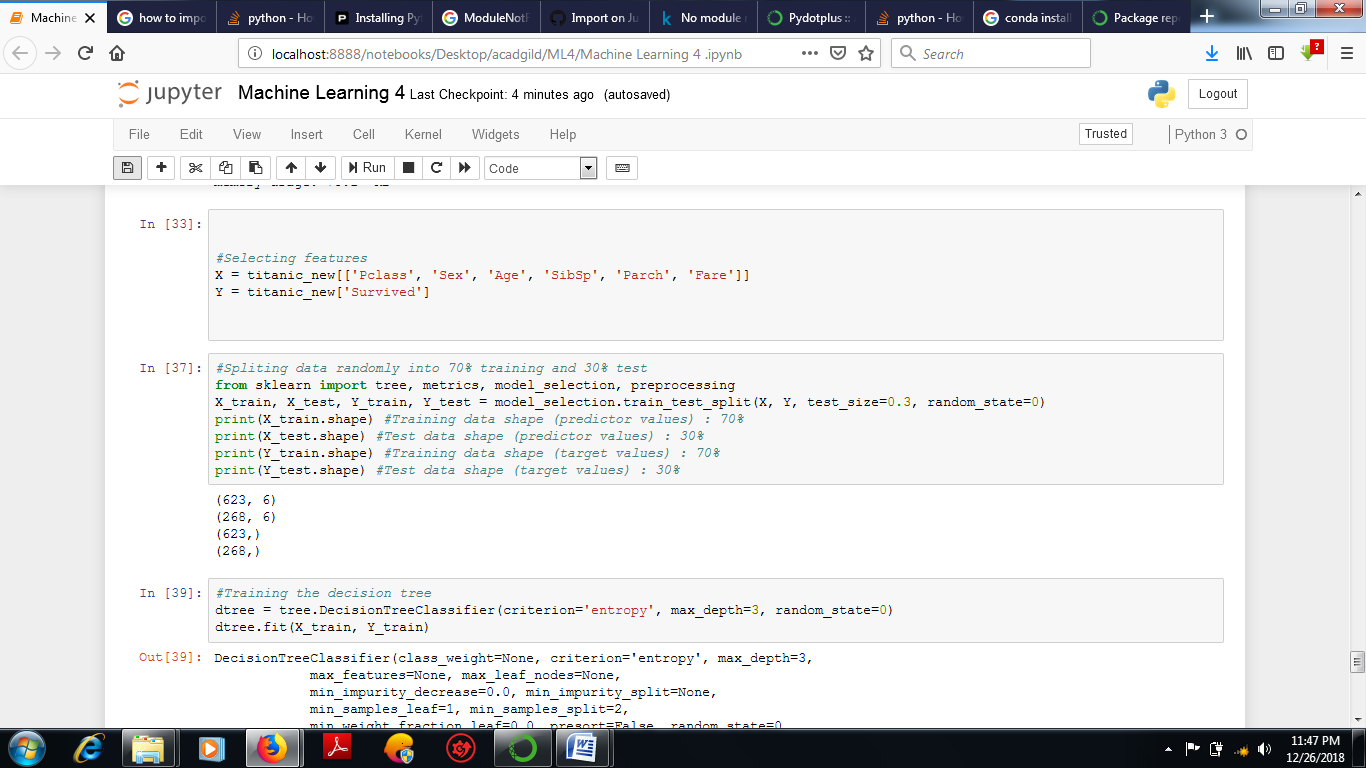 Machine
how to impo
python - Ho
Installing Py
ModuleNotF
Import on Ju
No module
Pydotplus ::
python - Ho
conda install
Package rep
localhost:8888/notebooks/Desktop/acadgild/ML4/Machine Learning 4 .ipynb
Search
jupyter Machine Learning 4 Last Checkpoint: 4 minutes ago (autosaved)
Logout
File Edit View Insert Cell Kernel Widgets Help
Trusted
Python 3
Run
Code
In [33]:
#Selecting features
X = titanic_new[['Pclass', 'Sex', 'Age', 'SibSp', 'Parch', 'Fare']]
Y = titanic_new['Survived']
In [37]:
#Spliting data randomly into 70% training and 30% test
from sklearn import tree, metrics, model_selection, preprocessing
X_train, X_test, Y_train, Y_test = model_selection.train_test_split(X, Y, test_size=0.3, random_state=0)
print(X_train.shape) #Training data shape (predictor values) : 70%
print(X_test.shape) #Test data shape (predictor values) : 30%
print(Y_train.shape) #Training data shape (target values) : 70%
print(Y_test.shape) #Test data shape (target values) : 30%
(623, 6)
(268, 6)
(623,)
(268,)
In [39]:
#Training the decision tree
dtree = tree.DecisionTreeClassifier(criterion='entropy', max_depth=3, random_state=0)
dtree.fit(X_train, Y_train)
Out[39]:
DecisionTreeClassifier(class_weight=None, criterion='entropy', max_depth=3,
max_features=None, max_leaf_nodes=None,
min_impurity_decrease=0.0, min_impurity_split=None,
min_samples_leaf=1, min_samples_split=2,
min_weight_fraction_leaf=0.0, presort=False, random_state=0
11:47 PM
12/26/2018